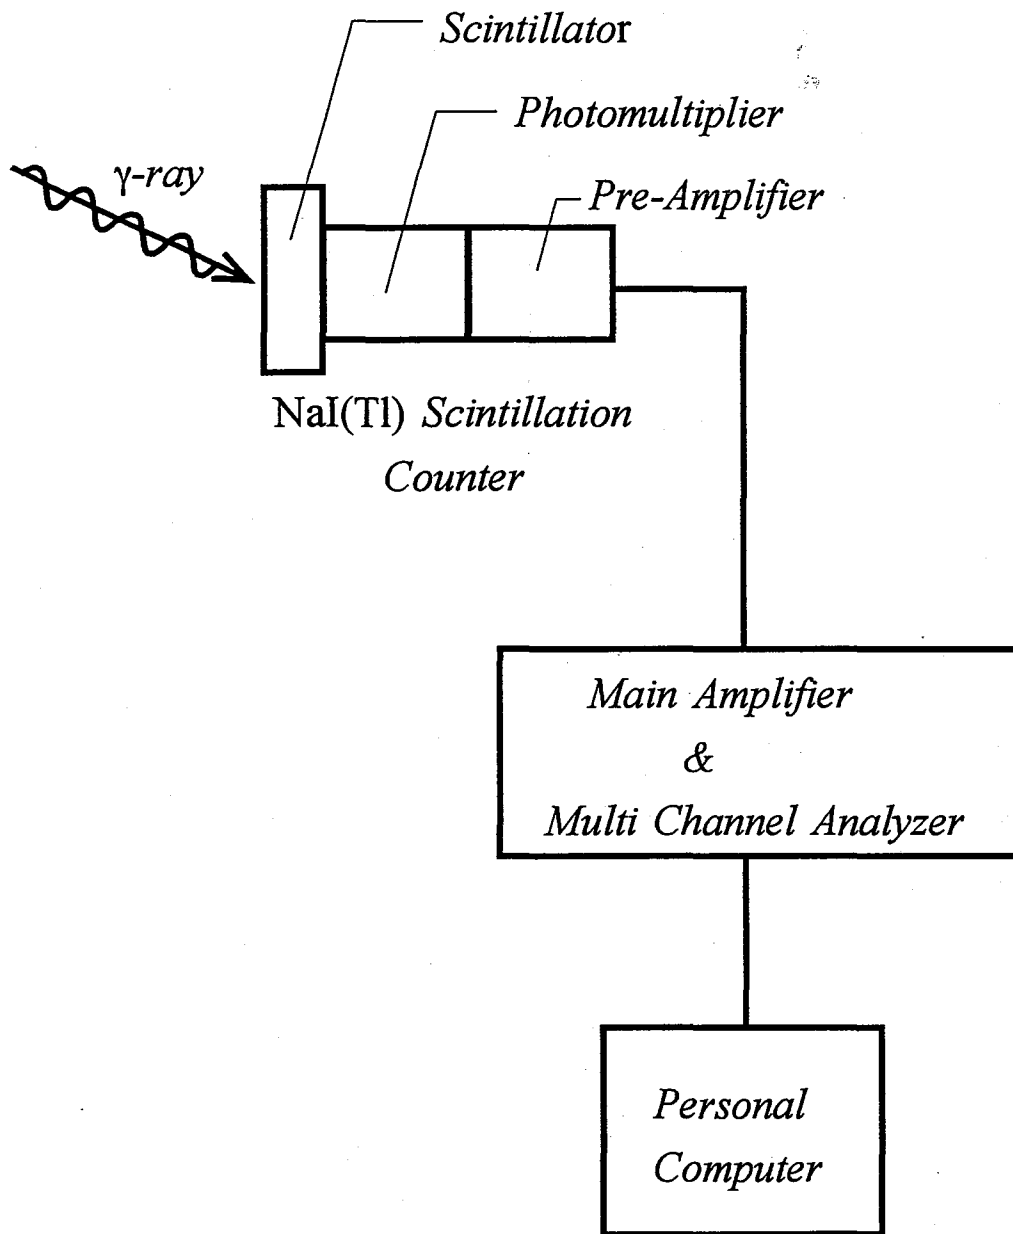 Scintillator
Photomultiplier
γ-ray
Pre-Amplifier
NaI(Tl) Scintillation
Counter
Main Amplifier
&
Multi Channel Analyzer
Personal
Computer